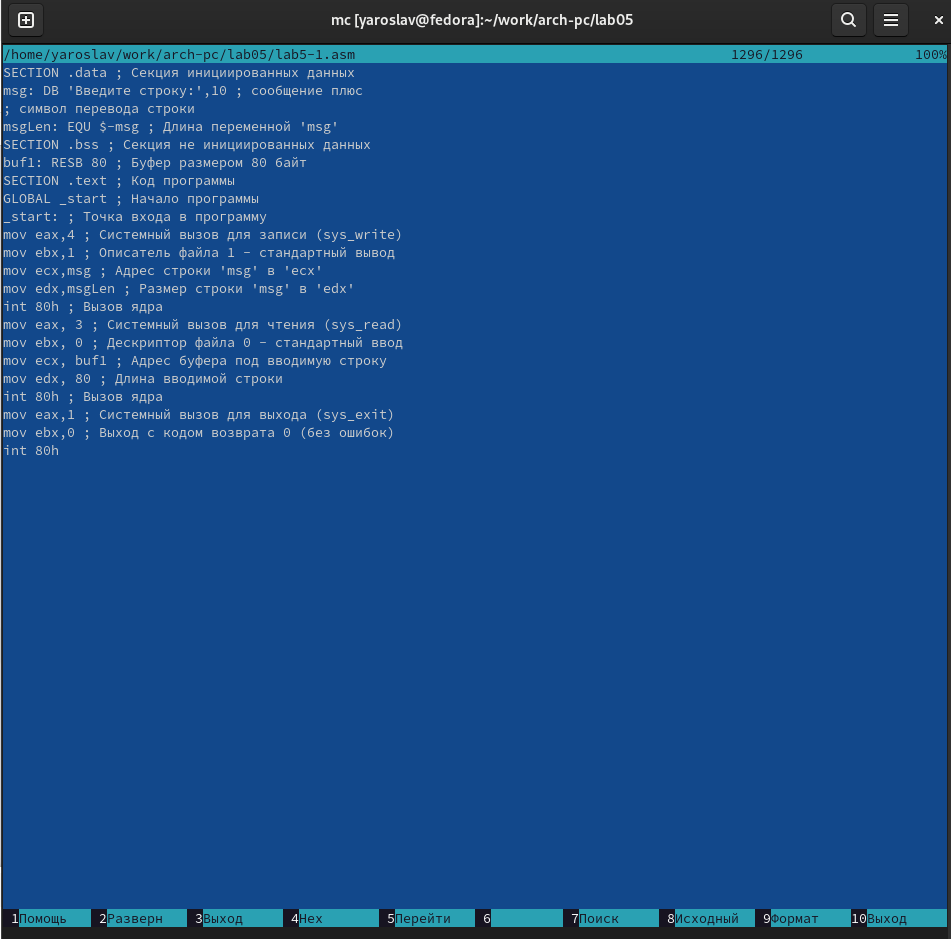 mc [yaroslav@fedora]:~/work/arch-pc/lab05
/home/yaroslav/work/arch-pc/lab05/lab5-1.asm 1296/1296 100%
SECTION .data ; Секция инициированных данных
msg: DB 'Введите строку:',10 ; сообщение плюс
; символ перевода строки
msgLen: EQU $-msg ; Длина переменной 'msg'
SECTION .bss ; Секция не инициированных данных
buf1: RESB 80 ; Буфер размером 80 байт
SECTION .text ; Код программы
GLOBAL _start ; Начало программы
_start: ; Точка входа в программу
mov eax,4 ; Системный вызов для записи (sys_write)
mov ebx,1 ; Описатель файла 1 - стандартный вывод
mov ecx,msg ; Адрес строки 'msg' в 'ecx'
mov edx,msgLen ; Размер строки 'msg' в 'edx'
int 80h ; Вызов ядра
mov eax, 3 ; Системный вызов для чтения (sys_read)
mov ebx, 0 ; Дескриптор файла 0 - стандартный ввод
mov ecx, buf1 ; Адрес буфера под вводимую строку
mov edx, 80 ; Длина вводимой строки
int 80h ; Вызов ядра
mov eax,1 ; Системный вызов для выхода (sys_exit)
mov ebx,0 ; Выход с кодом возврата 0 (без ошибок)
int 80h
1Помощь 2Разверн 3Выход 4Hex 5Перейти 6 7Поиск 8Исходный 9Формат 10Выход